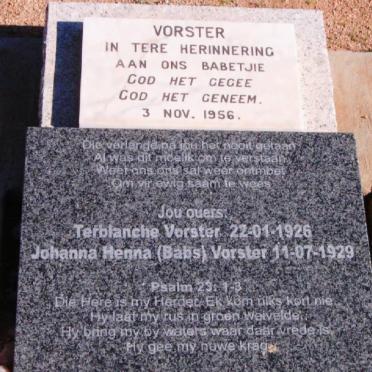 VORSTER
IN TERE HERINNERING
AAN ONS BABETJIE
GOD HET GEGEE
GOD HET GENEEM.
3 NOV. 1956.
Die verlange na jou het nooit getaan
Al was dit moeilik om te verstaan
Weet ons ons sal weer ontmoet
Om vir ewig saam te wees
Jou ouers:
Terblanche Vorster 22-01-1926
Johanna Henna (Babs) Vorster 11-07-1929
Psalm 23: 1-3
Die Here is my Herder. Ek kom niks kort nie.
Hy laat my rus in groen weivelde.
Hy bring my by waters waar daar vrede is.
Hy gee my nuwe krag.